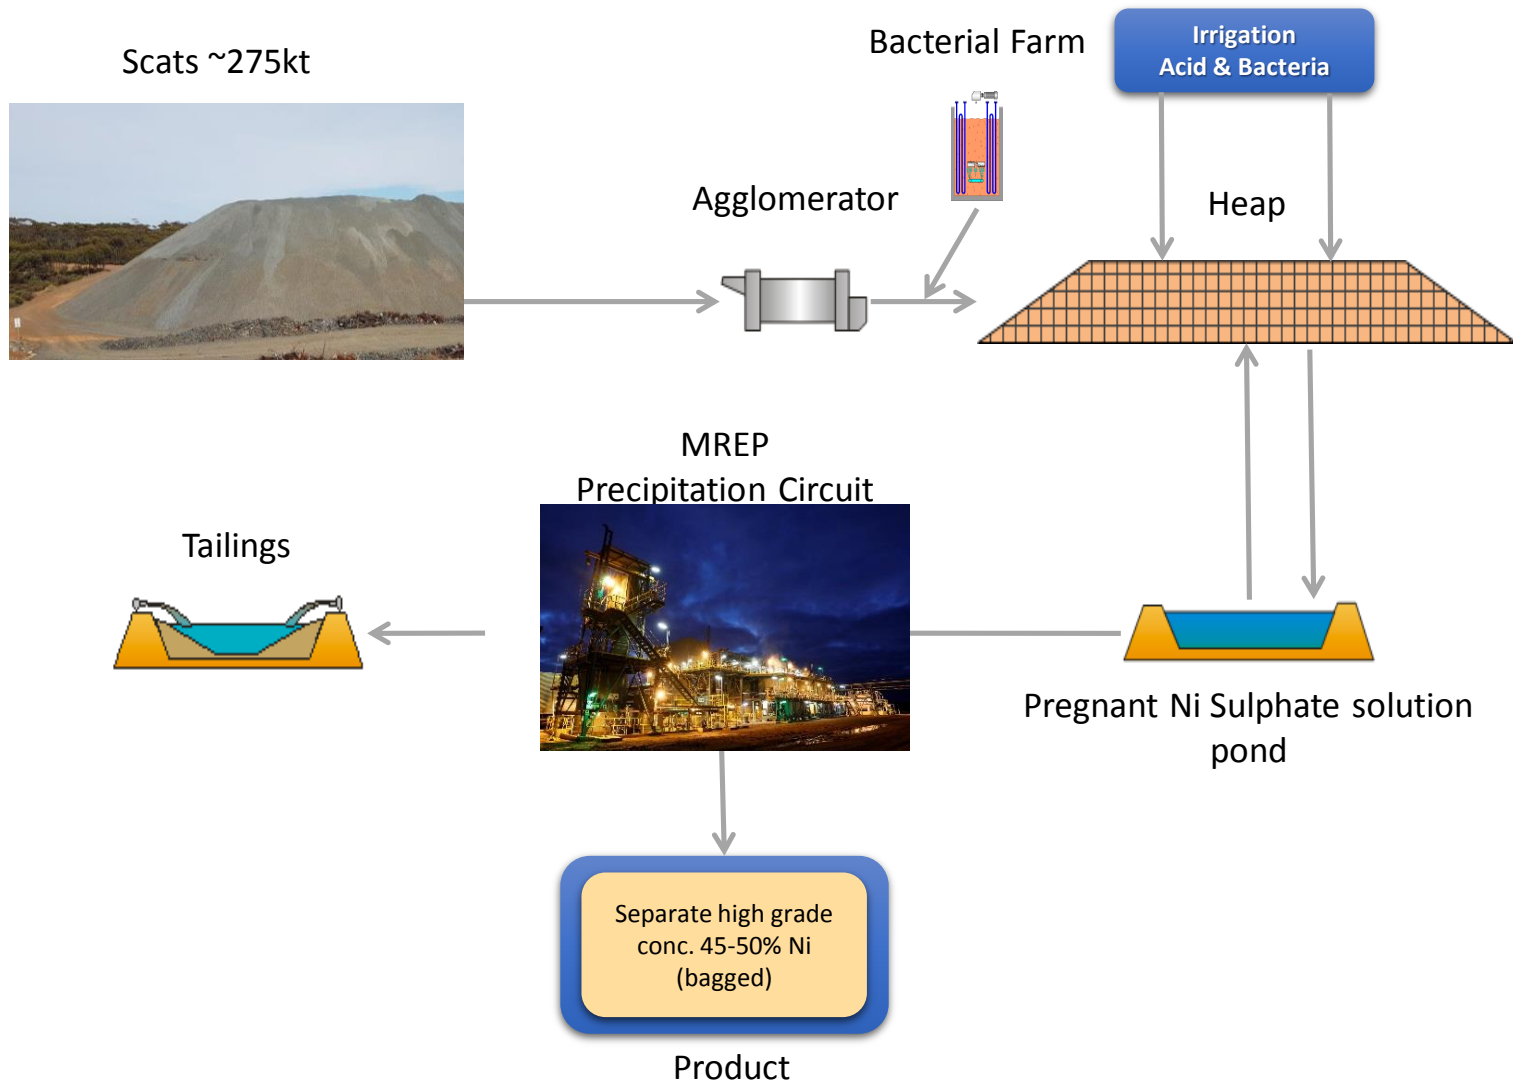 Scats ~275kt
Bacterial Farm
Irrigation
Acid & Bacteria
Agglomerator
Heap
MREP
Precipitation Circuit
Tailings
Pregnant Ni Sulphate solution
pond
Separate high grade
conc. 45-50% Ni
(bagged)
Product